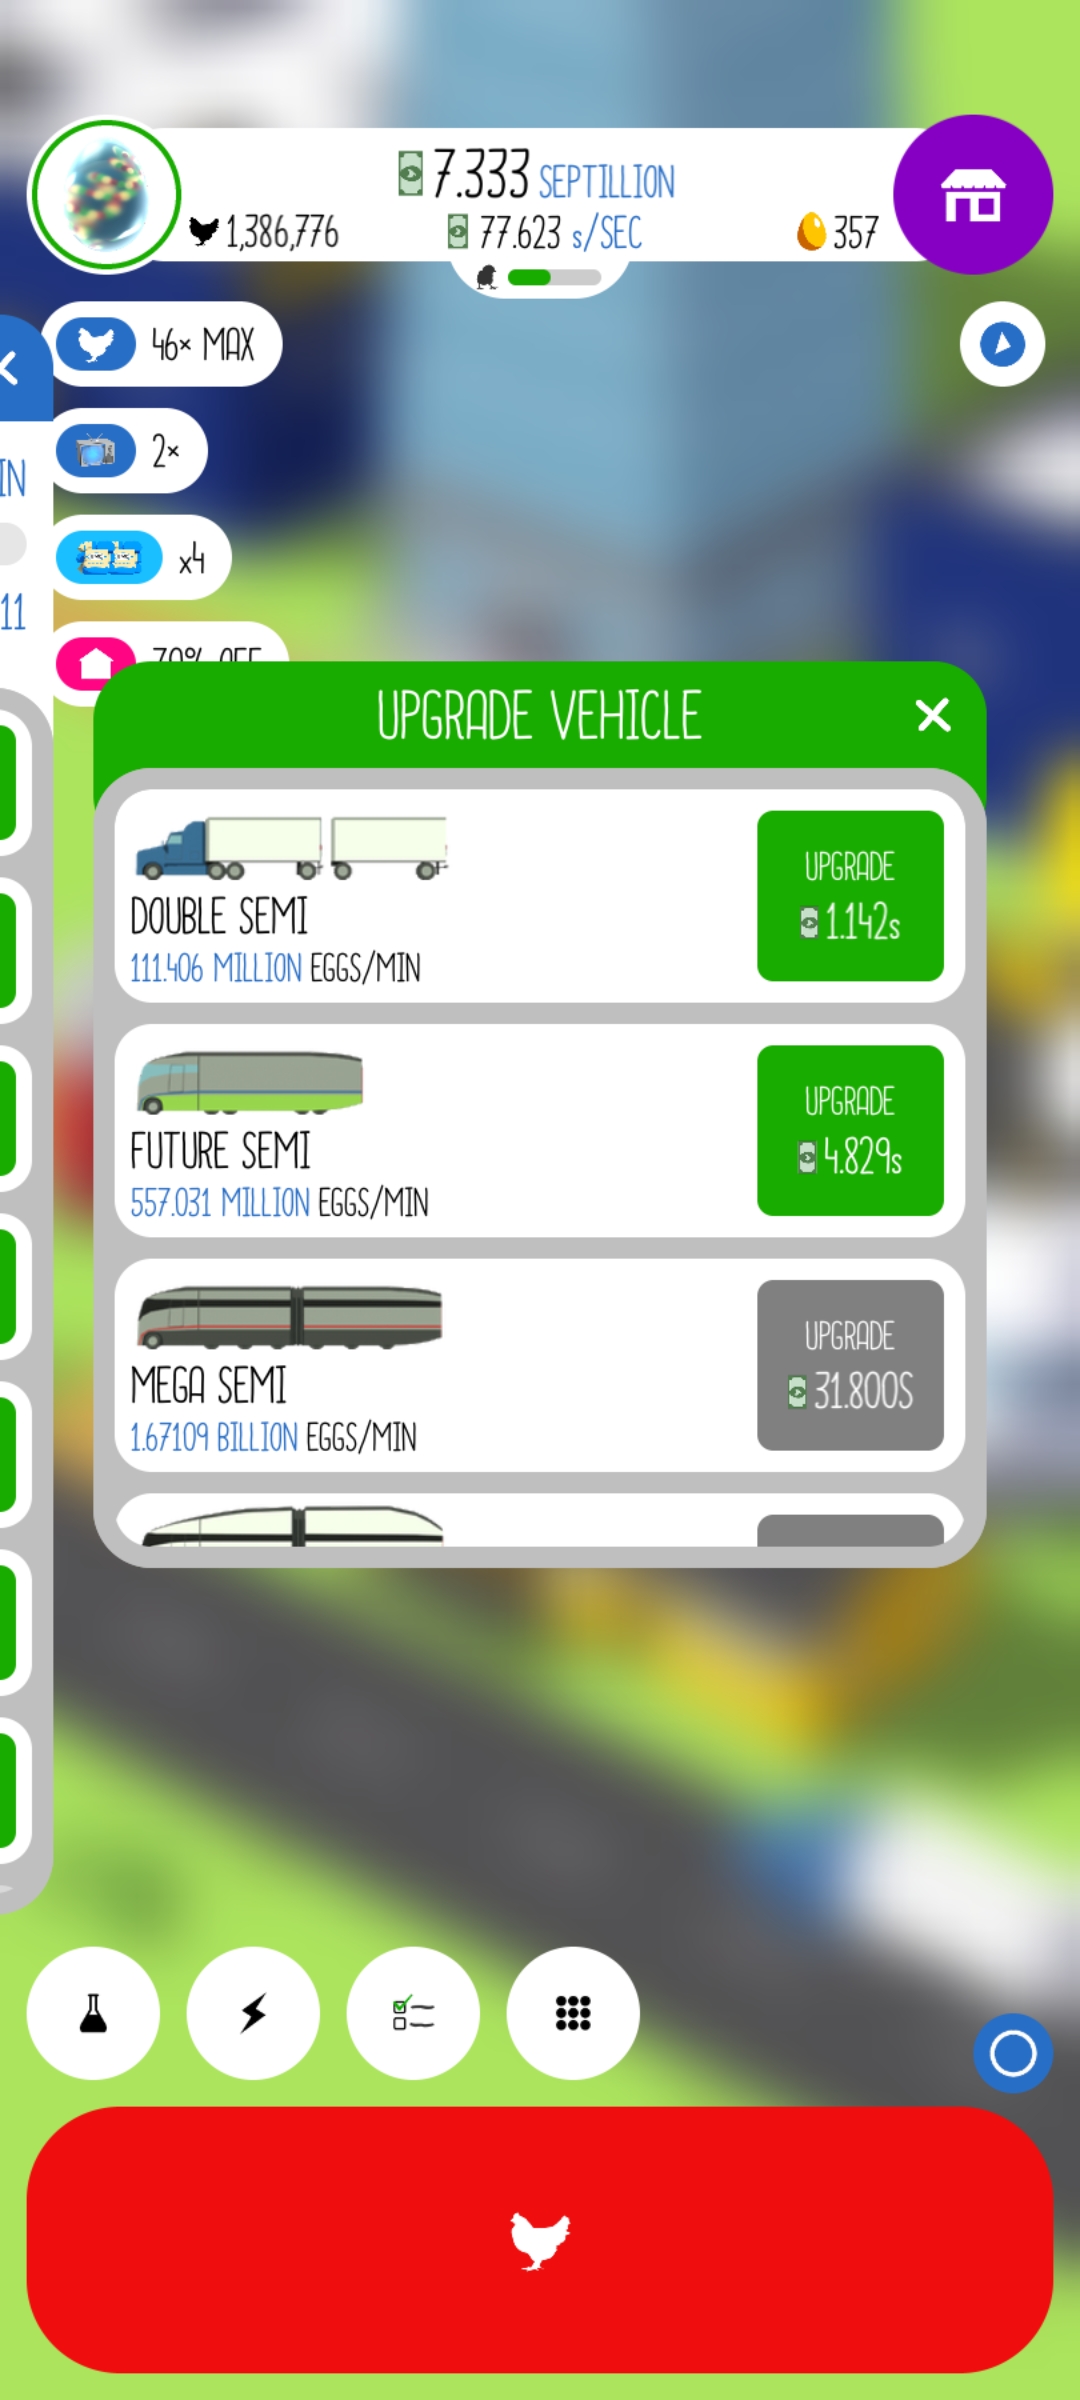 7.333 SEPTILLION
1,386,776
77.623 s/SEC
357
46× MAX
2×
IN
x4
11
70% OFF
UPGRADE VEHICLE
DOUBLE SEMI
111.406 MILLION EGGS/MIN
UPGRADE
1.142s
FUTURE SEMI
557.031 MILLION EGGS/MIN
UPGRADE
4.829s
MEGA SEMI
1.67109 BILLION EGGS/MIN
UPGRADE
31.800S